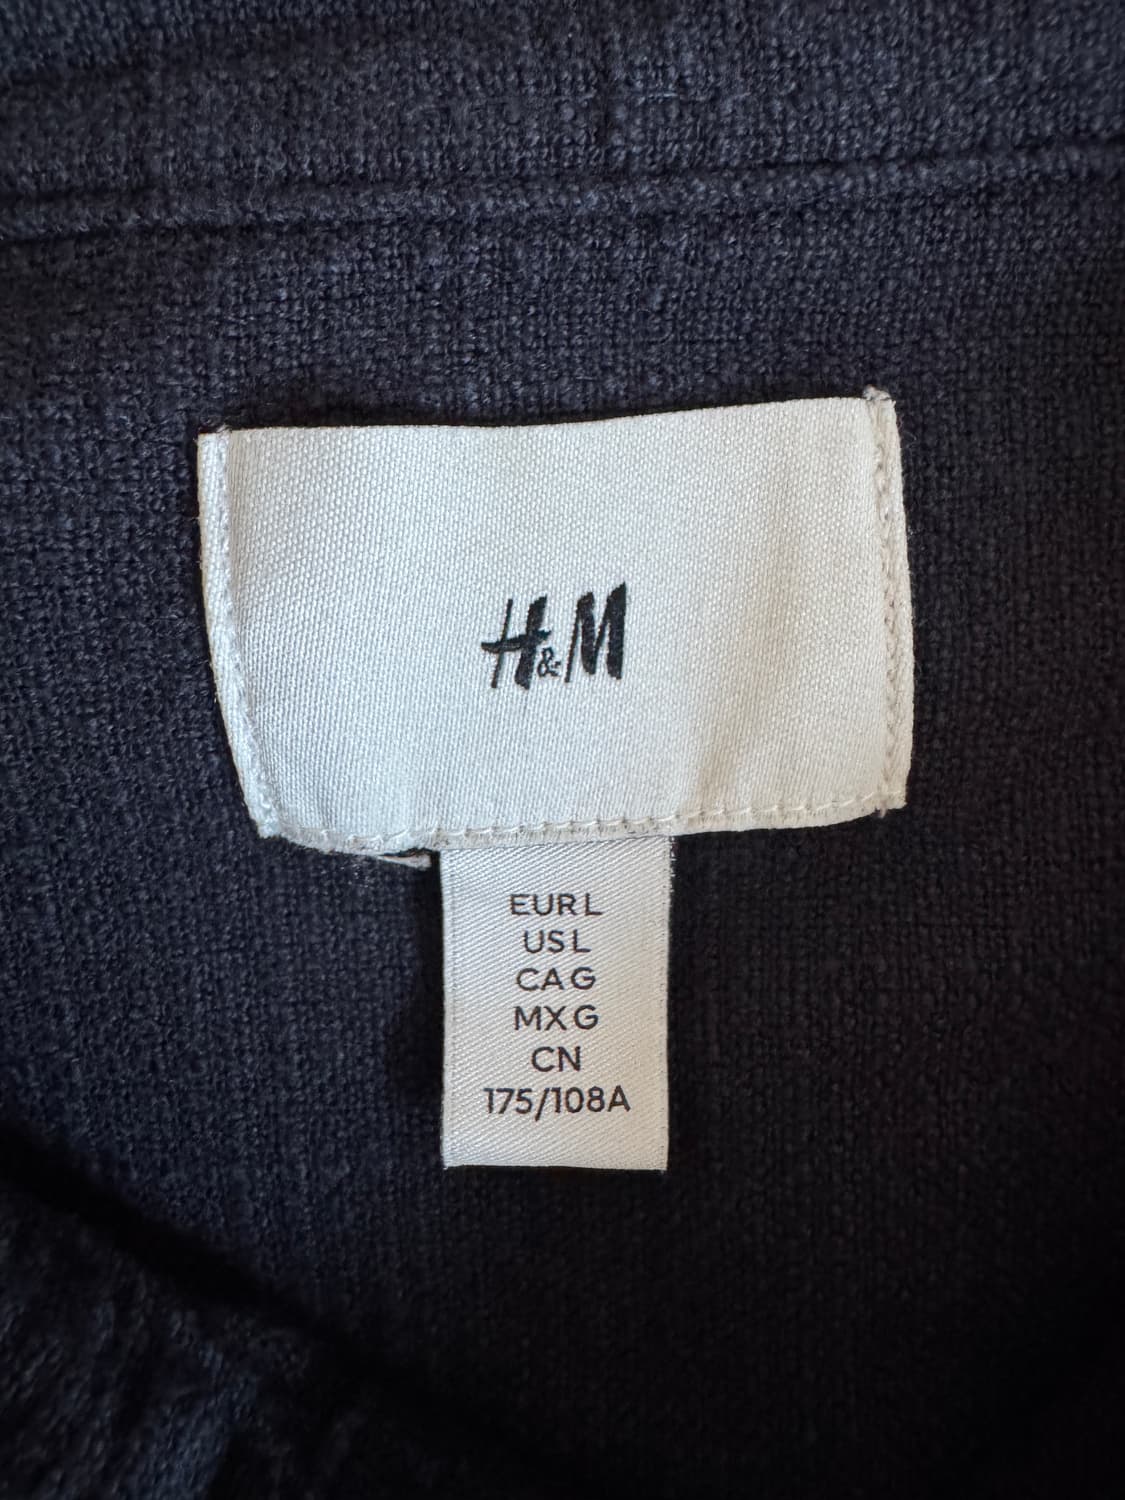 H&M
EUR L
US L
CA G
MX G
CN
175/108A